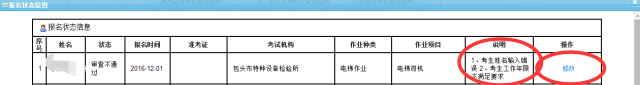 报名状态信息
报名状态信息
序号 姓名 状态 报名时间 准考证 考试机构 作业种类 作业项目 说明 操作
1 审查不通过 2016-12-01 包头市特种设备检验所 电梯作业 电梯司机 1、考生姓名输入错误 2、考生工作年限不满足要求 修改